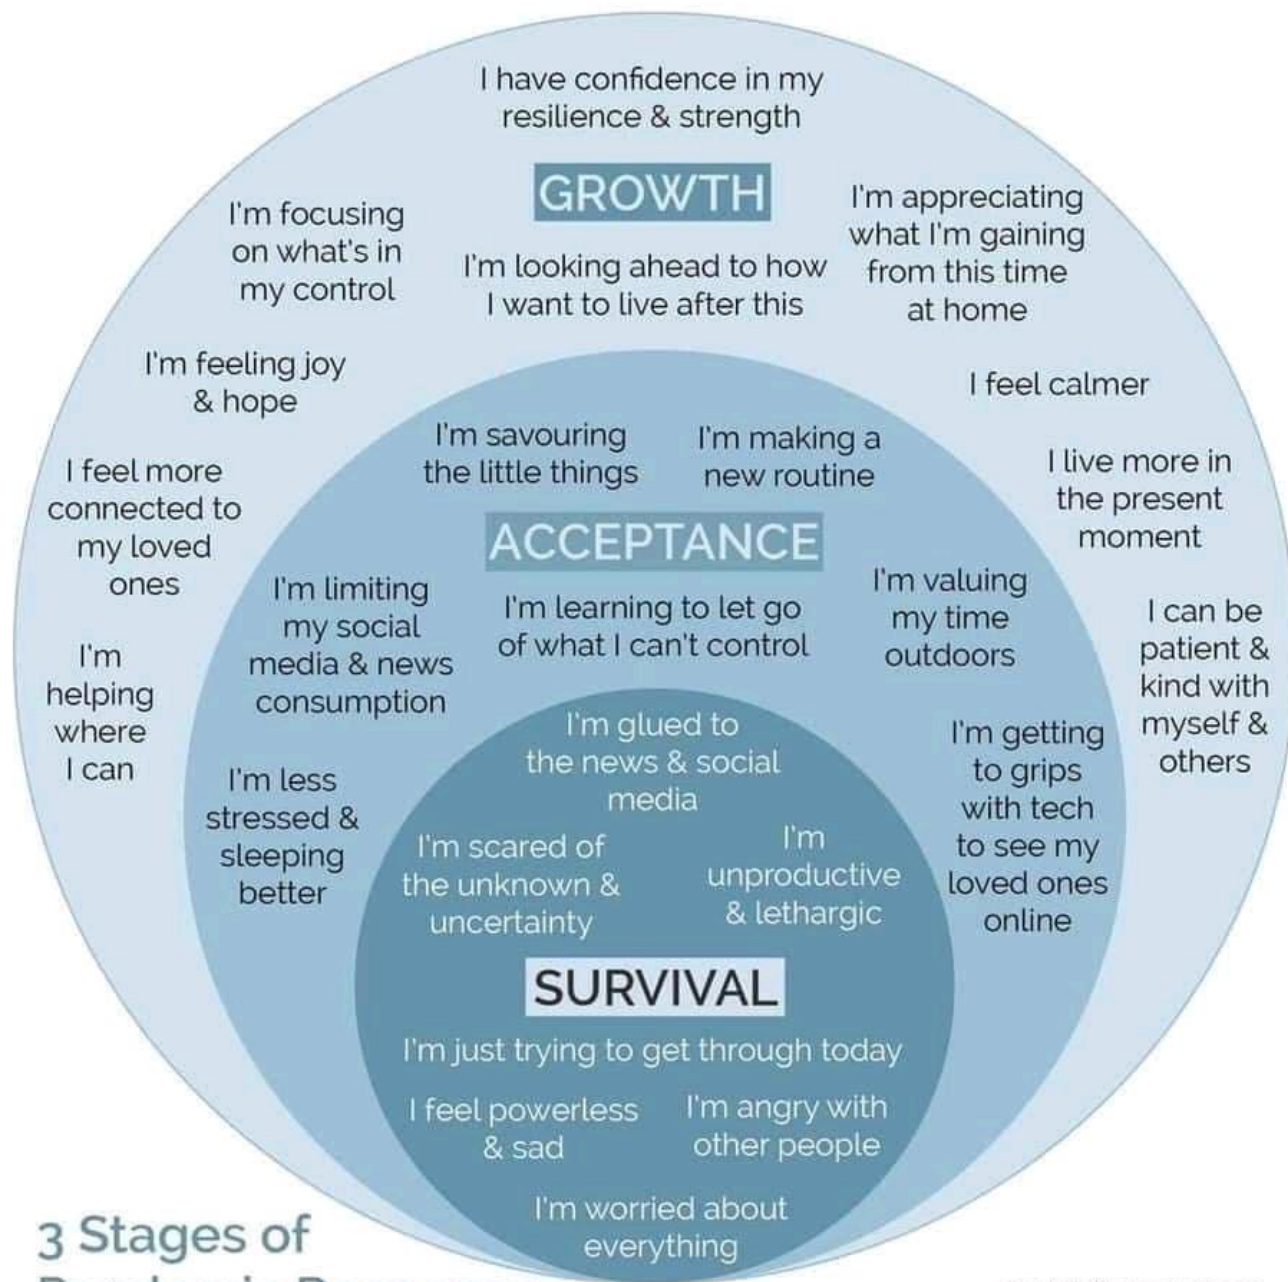 I have confidence in my
resilience & strength
GROWTH
I'm focusing
on what's in
my control
I'm looking ahead to how
I want to live after this
I'm appreciating
what I'm gaining
from this time
at home
I'm feeling joy
& hope
I feel calmer
I feel more
connected to
my loved
ones
I live more in
the present
moment
I'm
helping
where
I can
I can be
patient &
kind with
myself &
others
I'm savouring
the little things
I'm making a
new routine
ACCEPTANCE
I'm limiting
my social
media & news
consumption
I'm learning to let go
of what I can't control
I'm valuing
my time
outdoors
I'm less
stressed &
sleeping
better
I'm getting
to grips
with tech
to see my
loved ones
online
I'm glued to
the news & social
media
I'm scared of
the unknown &
uncertainty
I'm
unproductive
& lethargic
SURVIVAL
I'm just trying to get through today
I feel powerless
& sad
I'm angry with
other people
I'm worried about
everything
3 Stages of